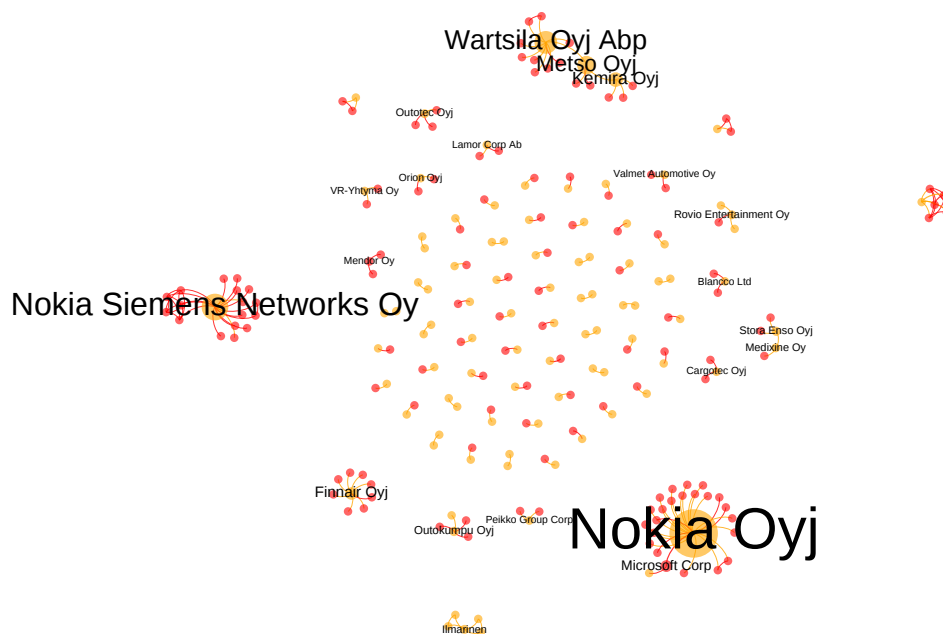 Wartsila Oyj Abp
Metso Oyj
Kemira Oyj
Outotec Oyj
Lamor Corp Ab
Orion Oyj
Valmet Automotive Oy
VR-Yhtyma Oy
Rovio Entertainment Oy
Mendor Oy
Blancco Ltd
Nokia Siemens Networks Oy
Stora Enso Oyj
Medixine Oy
Cargotec Oyj
Finnair Oyj
Peikko Group Corp
Outokumpu Oyj
Nokia Oyj
Microsoft Corp
Ilmarinen